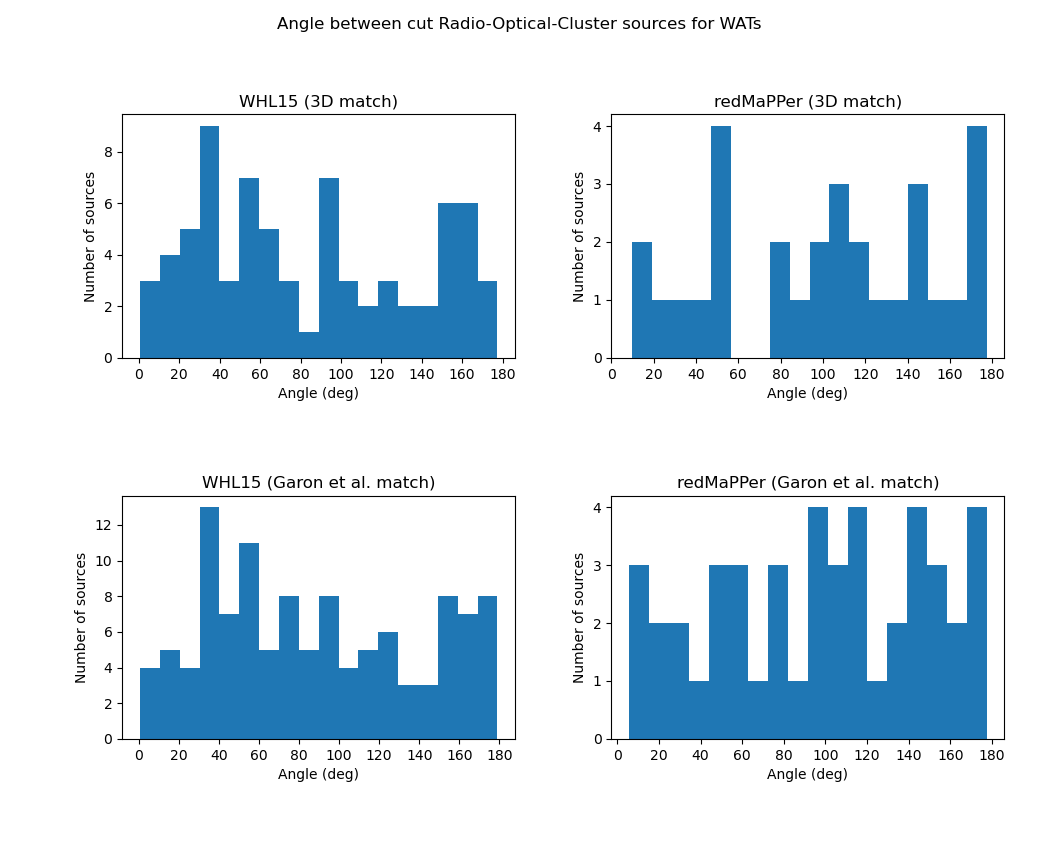 Angle between cut Radio-Optical-Cluster sources for WATs
WHL15 (3D match)
Number of sources
8
6
4
2
0
0 20 40 60 80 100 120 140 160 180
Angle (deg)
redMaPPer (3D match)
Number of sources
4
3
2
1
0
0 20 40 60 80 100 120 140 160 180
Angle (deg)
WHL15 (Garon et al. match)
Number of sources
12
10
8
6
4
2
0
0 20 40 60 80 100 120 140 160 180
Angle (deg)
redMaPPer (Garon et al. match)
Number of sources
4
3
2
1
0
0 20 40 60 80 100 120 140 160 180
Angle (deg)